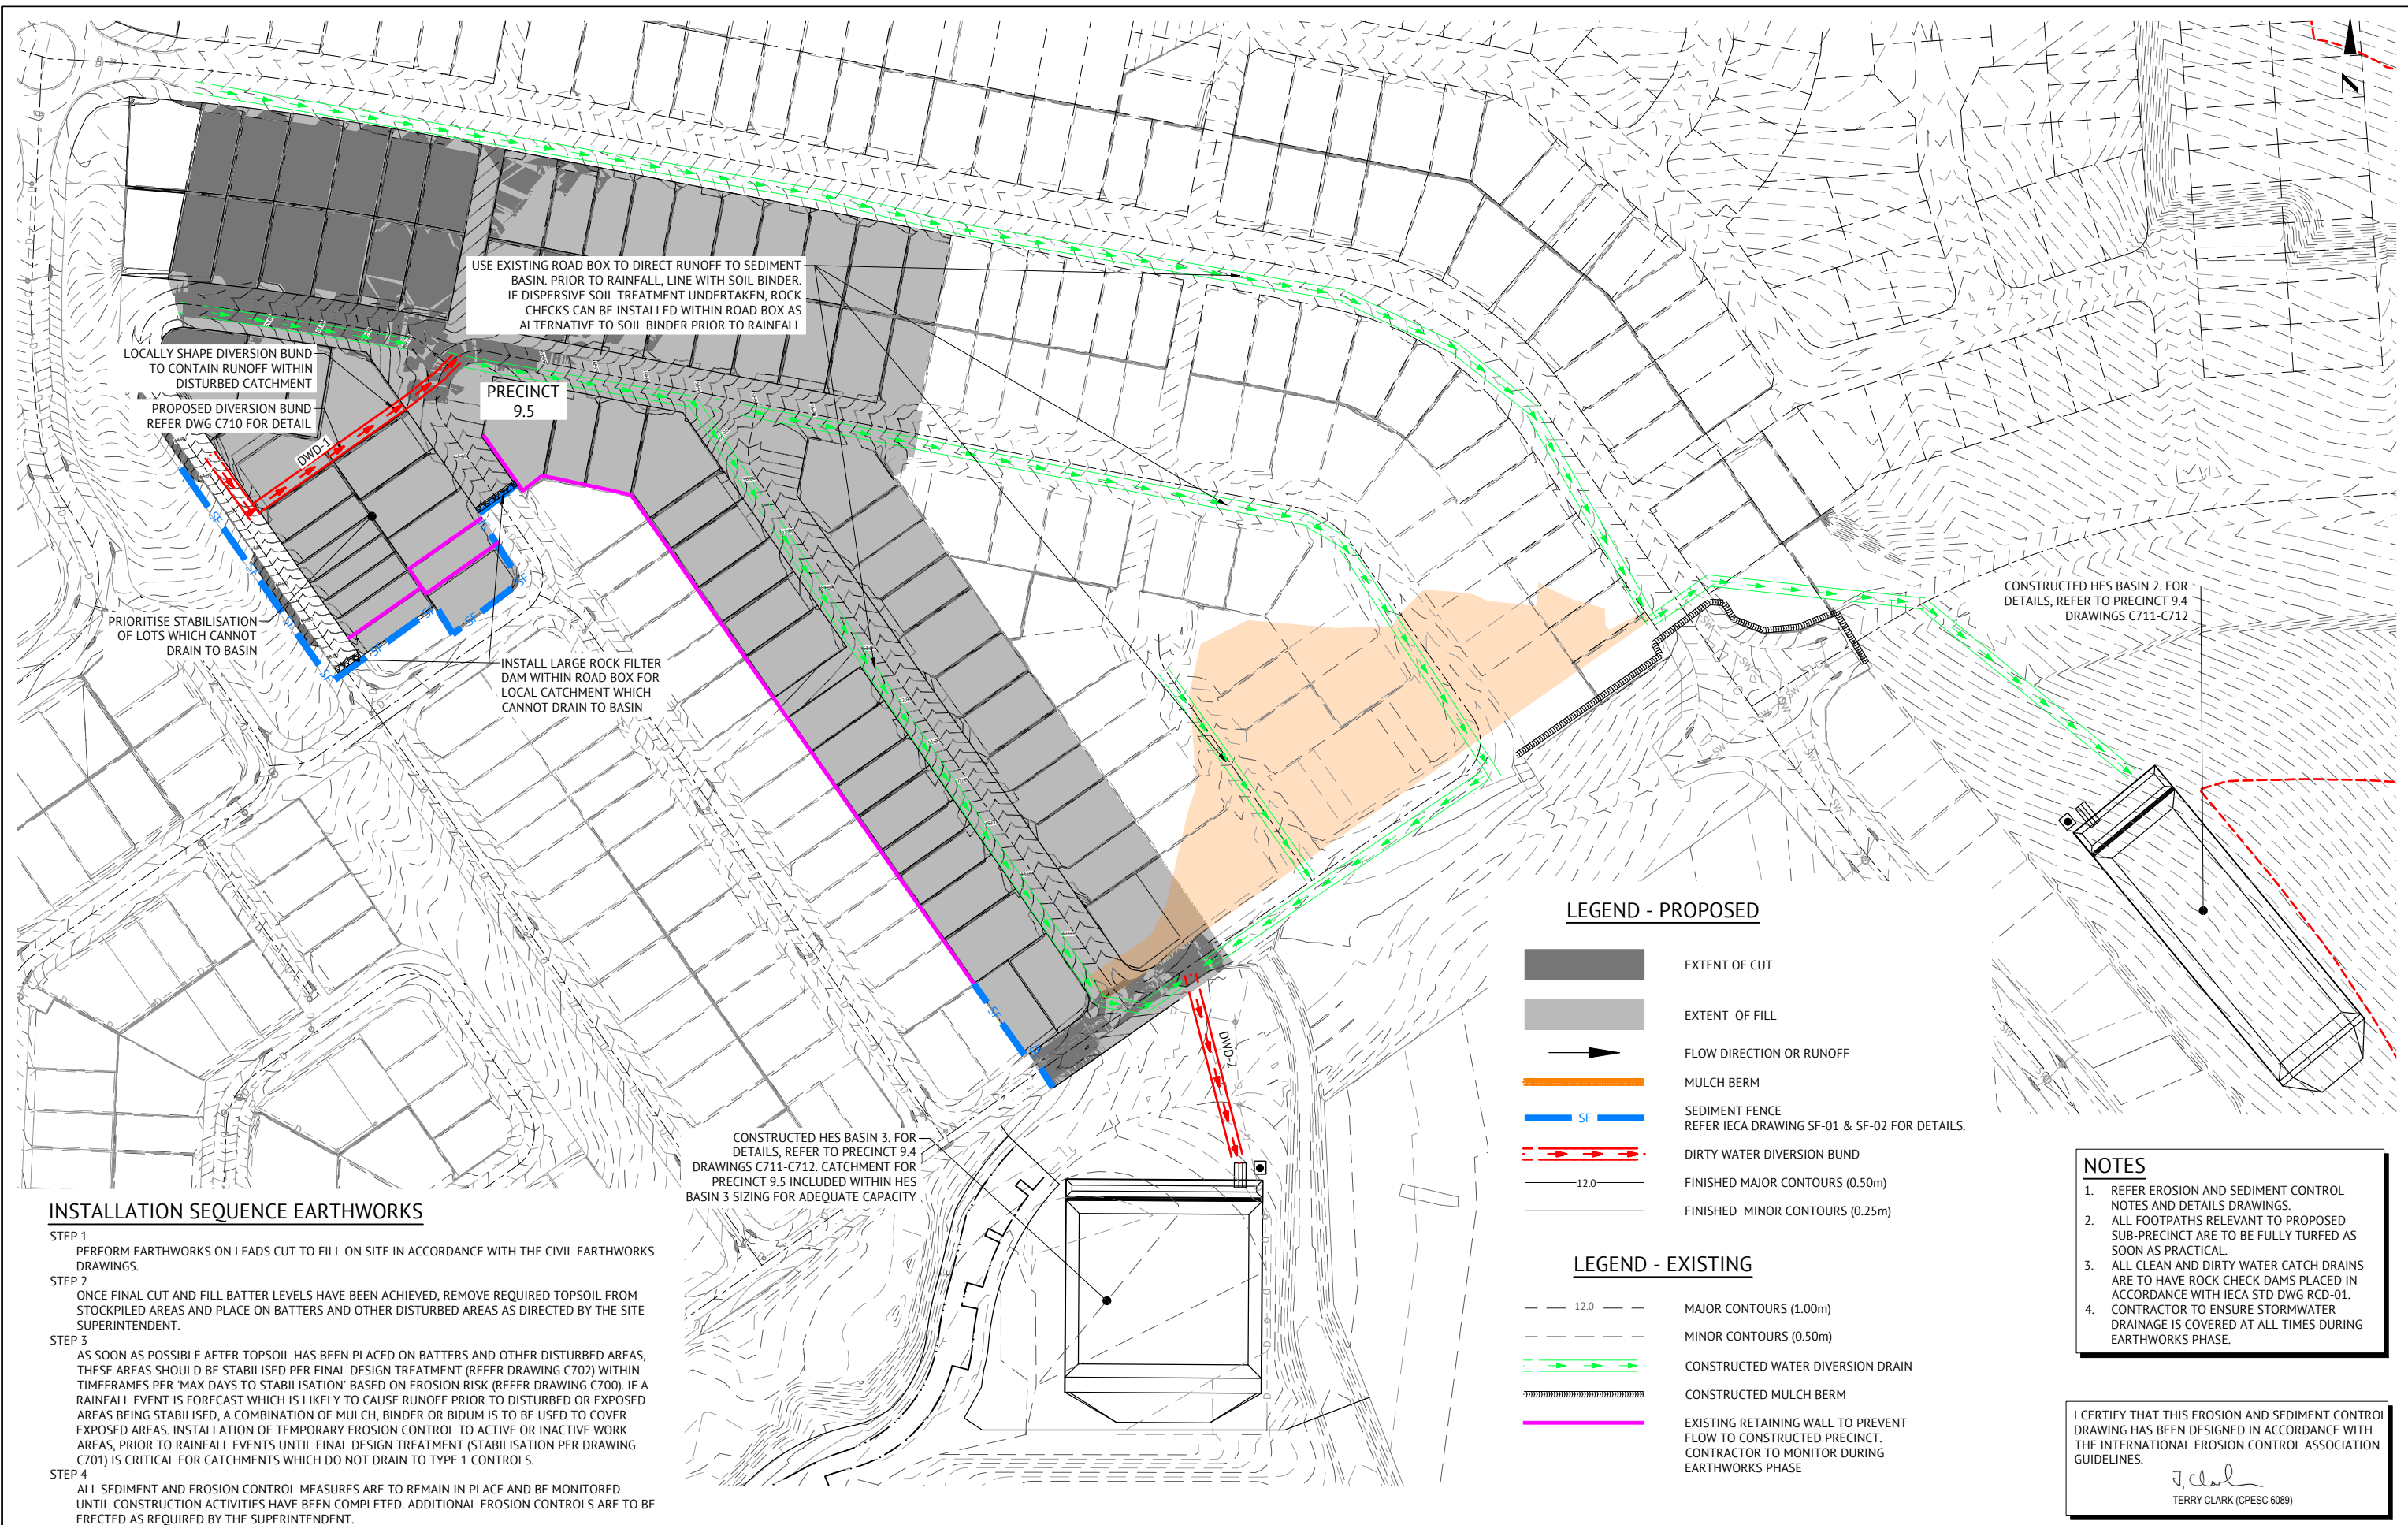 N
USE EXISTING ROAD BOX TO DIRECT RUNOFF TO SEDIMENT
BASIN. PRIOR TO RAINFALL, LINE WITH SOIL BINDER.
IF DISPERSIVE SOIL TREATMENT UNDERTAKEN, ROCK
CHECKS CAN BE INSTALLED WITHIN ROAD BOX AS
ALTERNATIVE TO SOIL BINDER PRIOR TO RAINFALL
LOCALLY SHAPE DIVERSION BUND
TO CONTAIN RUNOFF WITHIN
DISTURBED CATCHMENT
PROPOSED DIVERSION BUND
REFER DWG C710 FOR DETAIL
PRECINCT
9.5
DWD-1
PRIORITISE STABILISATION
OF LOTS WHICH CANNOT
DRAIN TO BASIN
INSTALL LARGE ROCK FILTER
DAM WITHIN ROAD BOX FOR
LOCAL CATCHMENT WHICH
CANNOT DRAIN TO BASIN
SF
SF
SF
SF
SF
SF
SF
SF
SF
SF
SF
CONSTRUCTED HES BASIN 2. FOR
DETAILS, REFER TO PRECINCT 9.4
DRAWINGS C711-C712
SW
SW
SW
SW
SW
SW
SW
SW
DWD-2
CONSTRUCTED HES BASIN 3. FOR
DETAILS, REFER TO PRECINCT 9.4
DRAWINGS C711-C712. CATCHMENT FOR
PRECINCT 9.5 INCLUDED WITHIN HES
BASIN 3 SIZING FOR ADEQUATE CAPACITY
INSTALLATION SEQUENCE EARTHWORKS
STEP 1
PERFORM EARTHWORKS ON LEADS CUT TO FILL ON SITE IN ACCORDANCE WITH THE CIVIL EARTHWORKS
DRAWINGS.
STEP 2
ONCE FINAL CUT AND FILL BATTER LEVELS HAVE BEEN ACHIEVED, REMOVE REQUIRED TOPSOIL FROM
STOCKPILED AREAS AND PLACE ON BATTERS AND OTHER DISTURBED AREAS AS DIRECTED BY THE SITE
SUPERINTENDENT.
STEP 3
AS SOON AS POSSIBLE AFTER TOPSOIL HAS BEEN PLACED ON BATTERS AND OTHER DISTURBED AREAS,
THESE AREAS SHOULD BE STABILISED PER FINAL DESIGN TREATMENT (REFER DRAWING C702) WITHIN
TIMEFRAMES PER 'MAX DAYS TO STABILISATION' BASED ON EROSION RISK (REFER DRAWING C700). IF A
RAINFALL EVENT IS FORECAST WHICH IS LIKELY TO CAUSE RUNOFF PRIOR TO DISTURBED OR EXPOSED
AREAS BEING STABILISED, A COMBINATION OF MULCH, BINDER OR BIDUM IS TO BE USED TO COVER
EXPOSED AREAS. INSTALLATION OF TEMPORARY EROSION CONTROL TO ACTIVE OR INACTIVE WORK
AREAS, PRIOR TO RAINFALL EVENTS UNTIL FINAL DESIGN TREATMENT (STABILISATION PER DRAWING
C701) IS CRITICAL FOR CATCHMENTS WHICH DO NOT DRAIN TO TYPE 1 CONTROLS.
STEP 4
ALL SEDIMENT AND EROSION CONTROL MEASURES ARE TO REMAIN IN PLACE AND BE MONITORED
UNTIL CONSTRUCTION ACTIVITIES HAVE BEEN COMPLETED. ADDITIONAL EROSION CONTROLS ARE TO BE
ERECTED AS REQUIRED BY THE SUPERINTENDENT.
LEGEND - PROPOSED
EXTENT OF CUT
EXTENT OF FILL
FLOW DIRECTION OR RUNOFF
MULCH BERM
SF
SEDIMENT FENCE
REFER IECA DRAWING SF-01 & SF-02 FOR DETAILS.
DIRTY WATER DIVERSION BUND
12.0
FINISHED MAJOR CONTOURS (0.50m)
FINISHED MINOR CONTOURS (0.25m)
LEGEND - EXISTING
12.0
MAJOR CONTOURS (1.00m)
MINOR CONTOURS (0.50m)
CONSTRUCTED WATER DIVERSION DRAIN
CONSTRUCTED MULCH BERM
EXISTING RETAINING WALL TO PREVENT
FLOW TO CONSTRUCTED PRECINCT.
CONTRACTOR TO MONITOR DURING
EARTHWORKS PHASE
NOTES
1. REFER EROSION AND SEDIMENT CONTROL
NOTES AND DETAILS DRAWINGS.
2. ALL FOOTPATHS RELEVANT TO PROPOSED
SUB-PRECINCT ARE TO BE FULLY TURFED AS
SOON AS PRACTICAL.
3. ALL CLEAN AND DIRTY WATER CATCH DRAINS
ARE TO HAVE ROCK CHECK DAMS PLACED IN
ACCORDANCE WITH IECA STD DWG RCD-01.
4. CONTRACTOR TO ENSURE STORMWATER
DRAINAGE IS COVERED AT ALL TIMES DURING
EARTHWORKS PHASE.
I CERTIFY THAT THIS EROSION AND SEDIMENT CONTROL
DRAWING HAS BEEN DESIGNED IN ACCORDANCE WITH
THE INTERNATIONAL EROSION CONTROL ASSOCIATION
GUIDELINES.
T. Clark
TERRY CLARK (CPESC 6089)